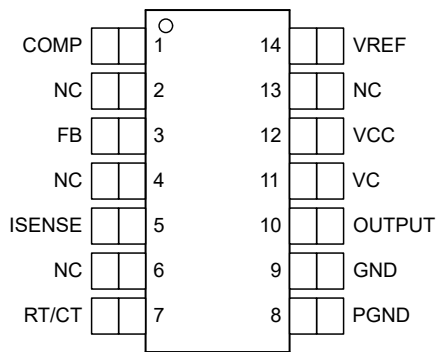 COMP 1 14 VREF
NC 2 13 NC
FB 3 12 VCC
NC 4 11 VC
ISENSE 5 10 OUTPUT
NC 6 9 GND
RT/CT 7 8 PGND